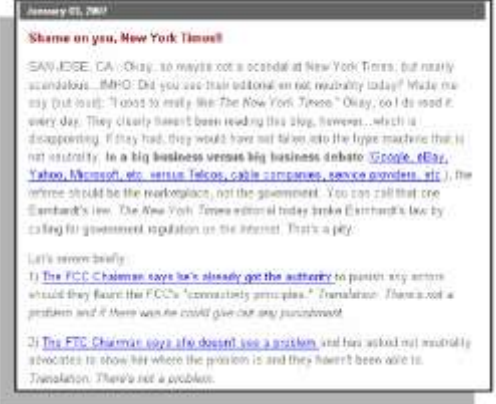 January 03, 2007
Shame on you, New York Times!!
SAN JOSE, CA...Okay, so maybe not a scandal at New York Times, but nearly
scandalous...IMHO. Did you see their editorial on net neutrality today? Made me
say (out loud): "I used to really like The New York Times." Okay, so I do read it
every day. They clearly haven't been reading this blog, however...which is
disappointing. If they had, they would have not fallen into the hype machine that is
net neutrality. In a big business versus big business debate (Google, eBay,
Yahoo, Microsoft, etc. versus Telcos, cable companies, service providers, etc.), the
referee should be the marketplace, not the government. You can call that one
Earnhardt's law. The New York Times editorial today broke Earnhardt's law by
calling for government regulation on the Internet. That's a pity.
Let's review briefly:
1) The FCC Chairman says he's already got the authority to punish any actors
should they flaunt the FCC's "connectivity principles." Translation: There's not a
problem and if there was he could give out any punishment.
2) The FTC Chairman says she doesn't see a problem and has asked net neutrality
advocates to show her where the problem is and they haven't been able to.
Translation: There's not a problem.